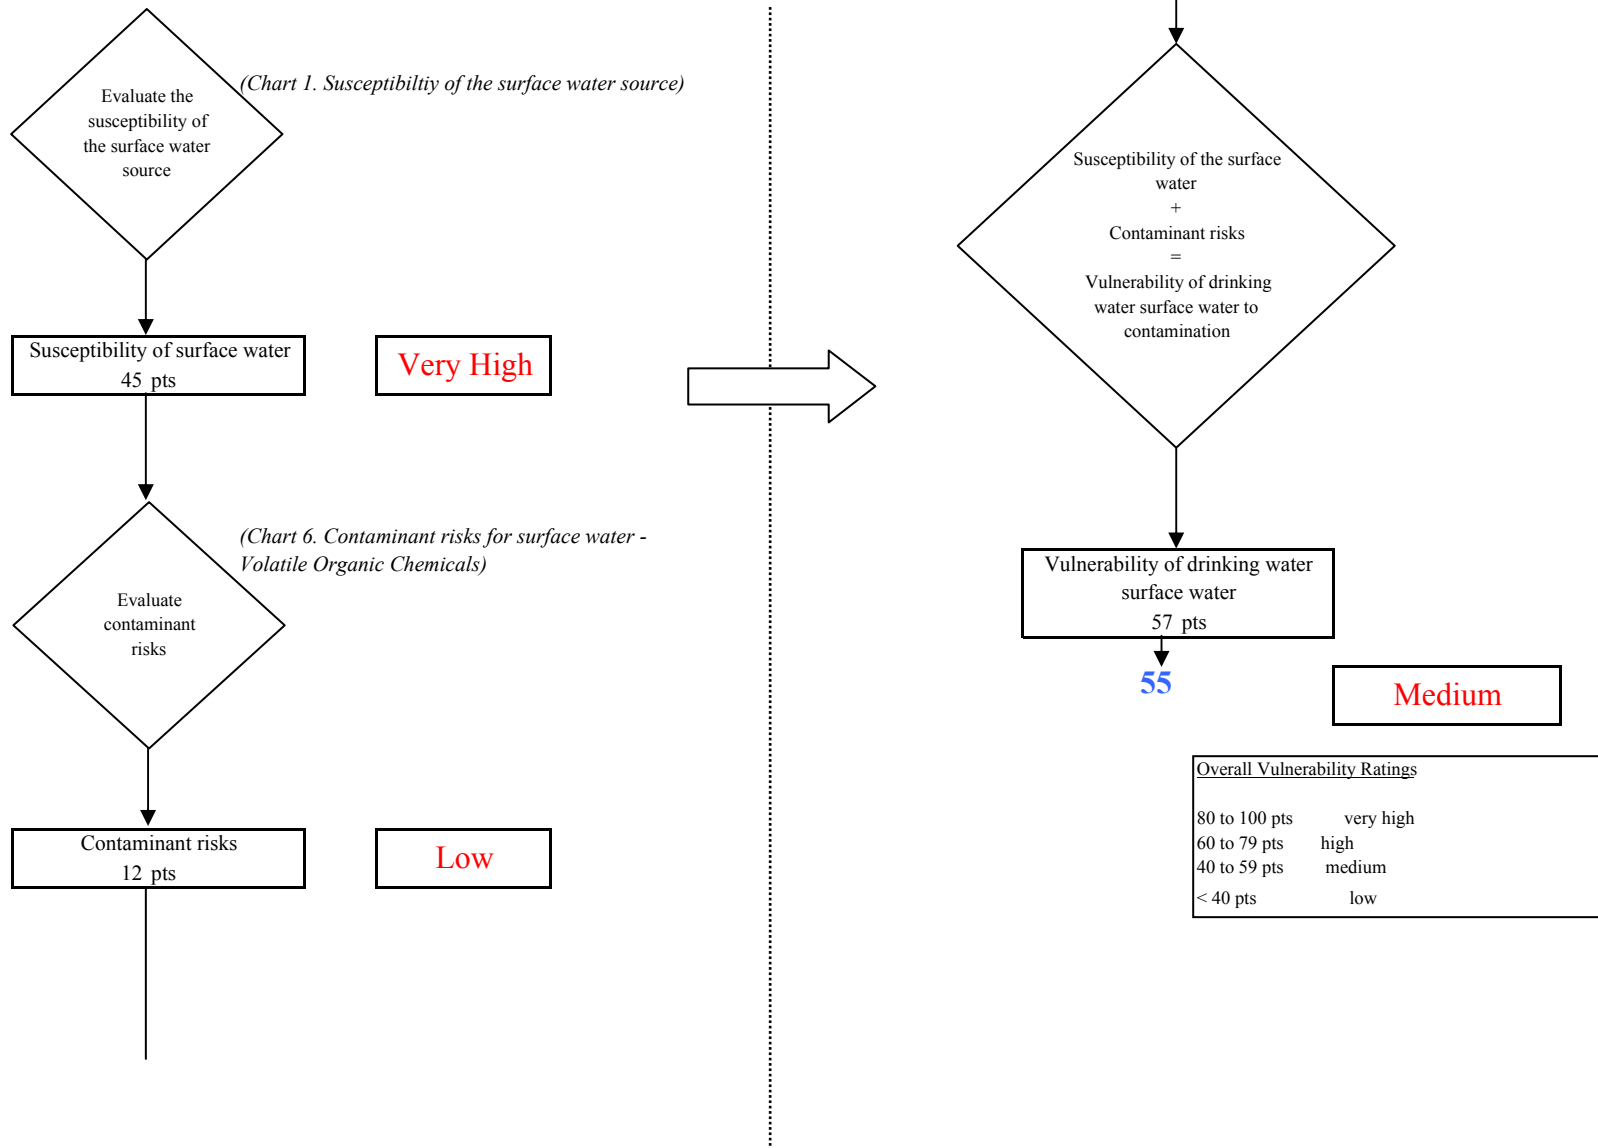 Evaluate the
susceptibility of
the surface water
source
(Chart 1. Susceptibiltiy of the surface water source)
Susceptibility of surface water
45 pts
Very High
(Chart 6. Contaminant risks for surface water -
Volatile Organic Chemicals)
Evaluate
contaminant
risks
Contaminant risks
12 pts
Low
Susceptibility of the surface
water
+
Contaminant risks
=
Vulnerability of drinking
water surface water to
contamination
Vulnerability of drinking water
surface water
57 pts
55
Medium
Overall Vulnerability Ratings
80 to 100 pts very high
60 to 79 pts high
40 to 59 pts medium
< 40 pts low